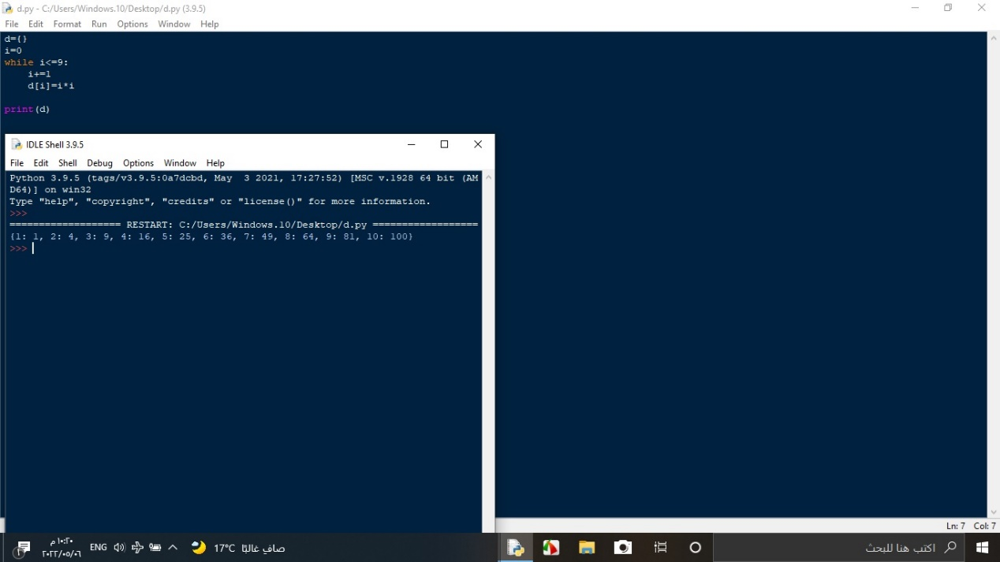 d.py - C:/Users/Windows.10/Desktop/d.py (3.9.5)
File Edit Format Run Options Window Help
d={}
i=0
while i<=9:
    i+=1
    d[i]=i*i
print(d)
IDLE Shell 3.9.5
File Edit Shell Debug Options Window Help
Python 3.9.5 (tags/v3.9.5:0a7dcbd, May  3 2021, 17:27:52) [MSC v.1928 64 bit (AM
D64)] on win32
Type "help", "copyright", "credits" or "license()" for more information.
>>>
=================== RESTART: C:/Users/Windows.10/Desktop/d.py ==================
{1: 1, 2: 4, 3: 9, 4: 16, 5: 25, 6: 36, 7: 49, 8: 64, 9: 81, 10: 100}
>>>
Ln: 7 Col: 7
اكتب هنا للبحث
17°C صافٍ غالبًا
ENG
١٠:٢٠ م
٢٠٢٢/٠٥/٠٦
١